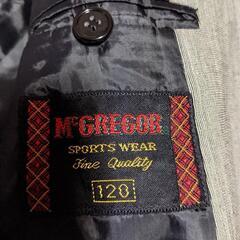 McGREGOR
SPORTS WEAR
Fine Quality
120